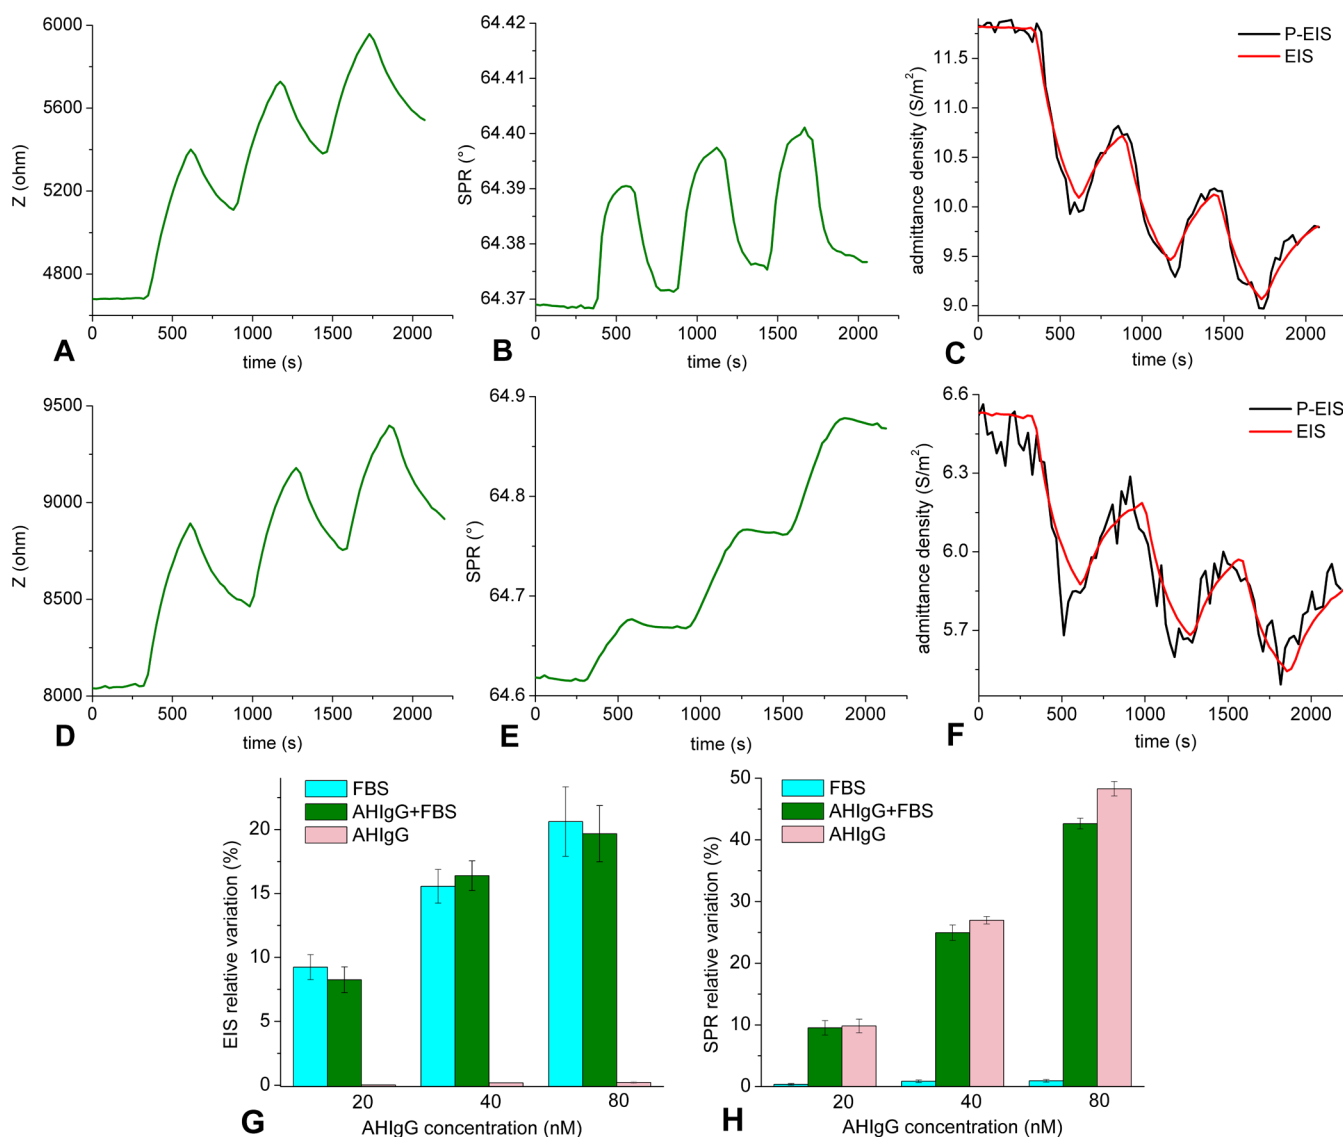 6000
5600
5200
4800
Z (ohm)
0
500
1000
1500
2000
time (s)
A
64.42
64.41
64.40
64.39
64.38
64.37
SPR (°)
0
500
1000
1500
2000
time (s)
B
11.5
11.0
10.5
10.0
9.5
9.0
admittance density (S/m²)
P-EIS
EIS
0
500
1000
1500
2000
time (s)
C
9500
9000
8500
8000
Z (ohm)
0
500
1000
1500
2000
time (s)
D
64.9
64.8
64.7
64.6
SPR (°)
0
500
1000
1500
2000
time (s)
E
6.6
6.3
6.0
5.7
admittance density (S/m²)
P-EIS
EIS
0
500
1000
1500
2000
time (s)
F
20
15
10
5
0
EIS relative variation (%)
FBS
AHIgG+FBS
AHIgG
20
40
80
AHIgG concentration (nM)
G
50
40
30
20
10
0
SPR relative variation (%)
FBS
AHIgG+FBS
AHIgG
20
40
80
AHIgG concentration (nM)
H